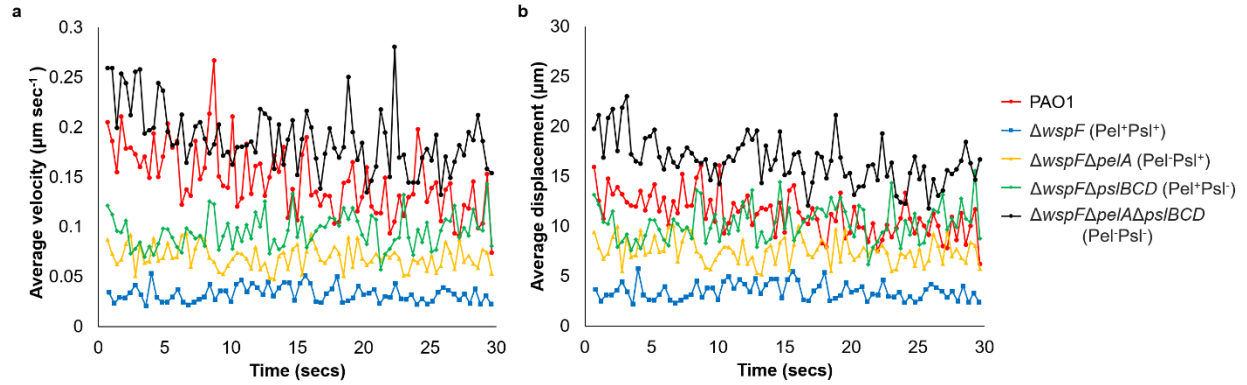 a
Average velocity (µm sec⁻¹)
0.3
0.25
0.2
0.15
0.1
0.05
0
0 5 10 15 20 25 30
Time (secs)
b
Average displacement (µm)
30
25
20
15
10
5
0
0 5 10 15 20 25 30
Time (secs)
PAO1
ΔwspF (Pel⁺Psl⁺)
ΔwspFΔpelA (Pel⁻Psl⁺)
ΔwspFΔpslBCD (Pel⁺Psl⁻)
ΔwspFΔpelAΔpslBCD
(Pel⁻Psl⁻)